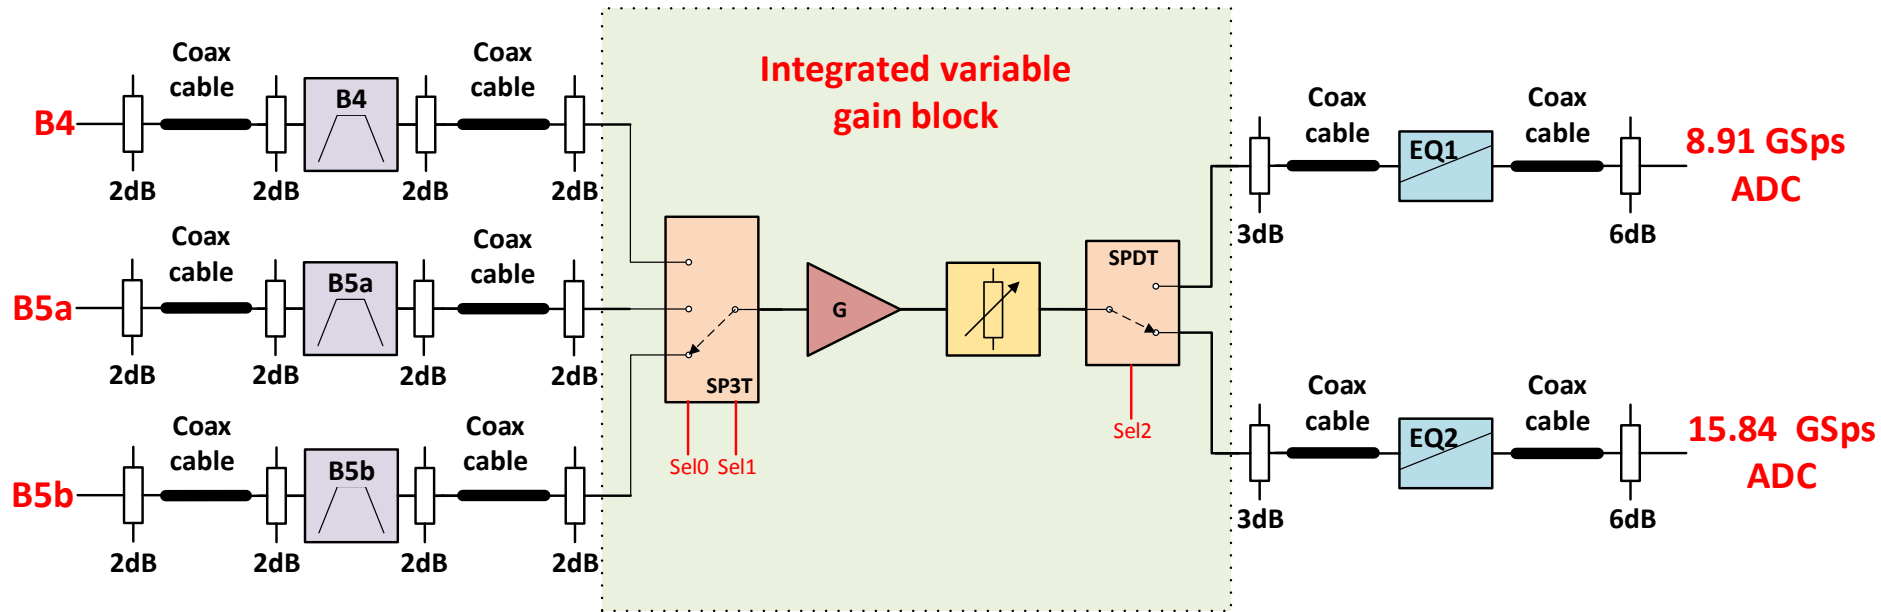 Integrated variable
gain block
Coax
cable
Coax
cable
B4
B4
2dB
2dB
2dB
2dB
Coax
cable
Coax
cable
B5a
B5a
2dB
2dB
2dB
2dB
Coax
cable
Coax
cable
B5b
B5b
2dB
2dB
2dB
2dB
SP3T
Sel0
Sel1
G
SPDT
Sel2
Coax
cable
Coax
cable
EQ1
3dB
6dB
8.91 GSps
ADC
Coax
cable
Coax
cable
EQ2
3dB
6dB
15.84 GSps
ADC